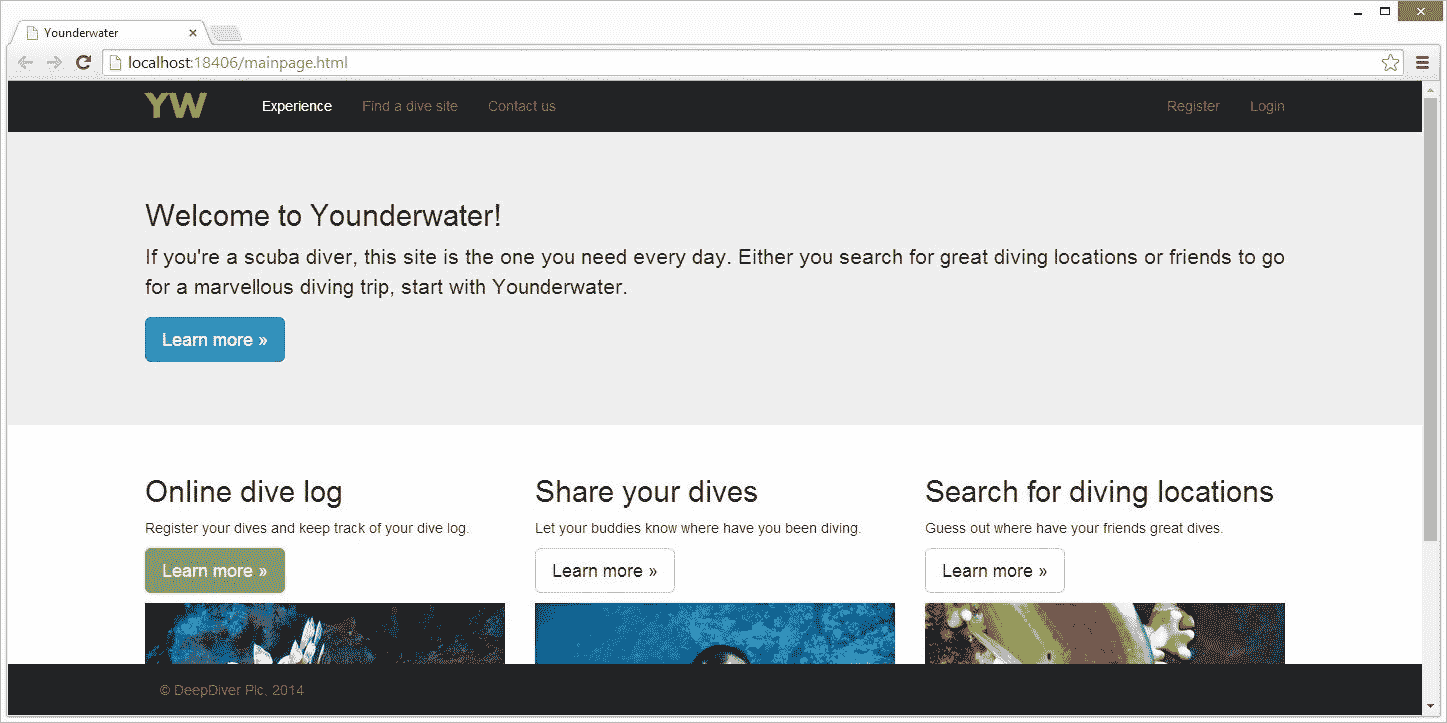 Younderwater
localhost:18406/mainpage.html
YW Experience Find a dive site Contact us Register Login
Welcome to Younderwater!
If you're a scuba diver, this site is the one you need every day. Either you search for great diving locations or friends to go
for a marvellous diving trip, start with Younderwater.
Learn more »
Online dive log
Register your dives and keep track of your dive log.
Learn more »
Share your dives
Let your buddies know where have you been diving.
Learn more »
Search for diving locations
Guess out where have your friends great dives.
Learn more »
© DeepDiver Plc, 2014